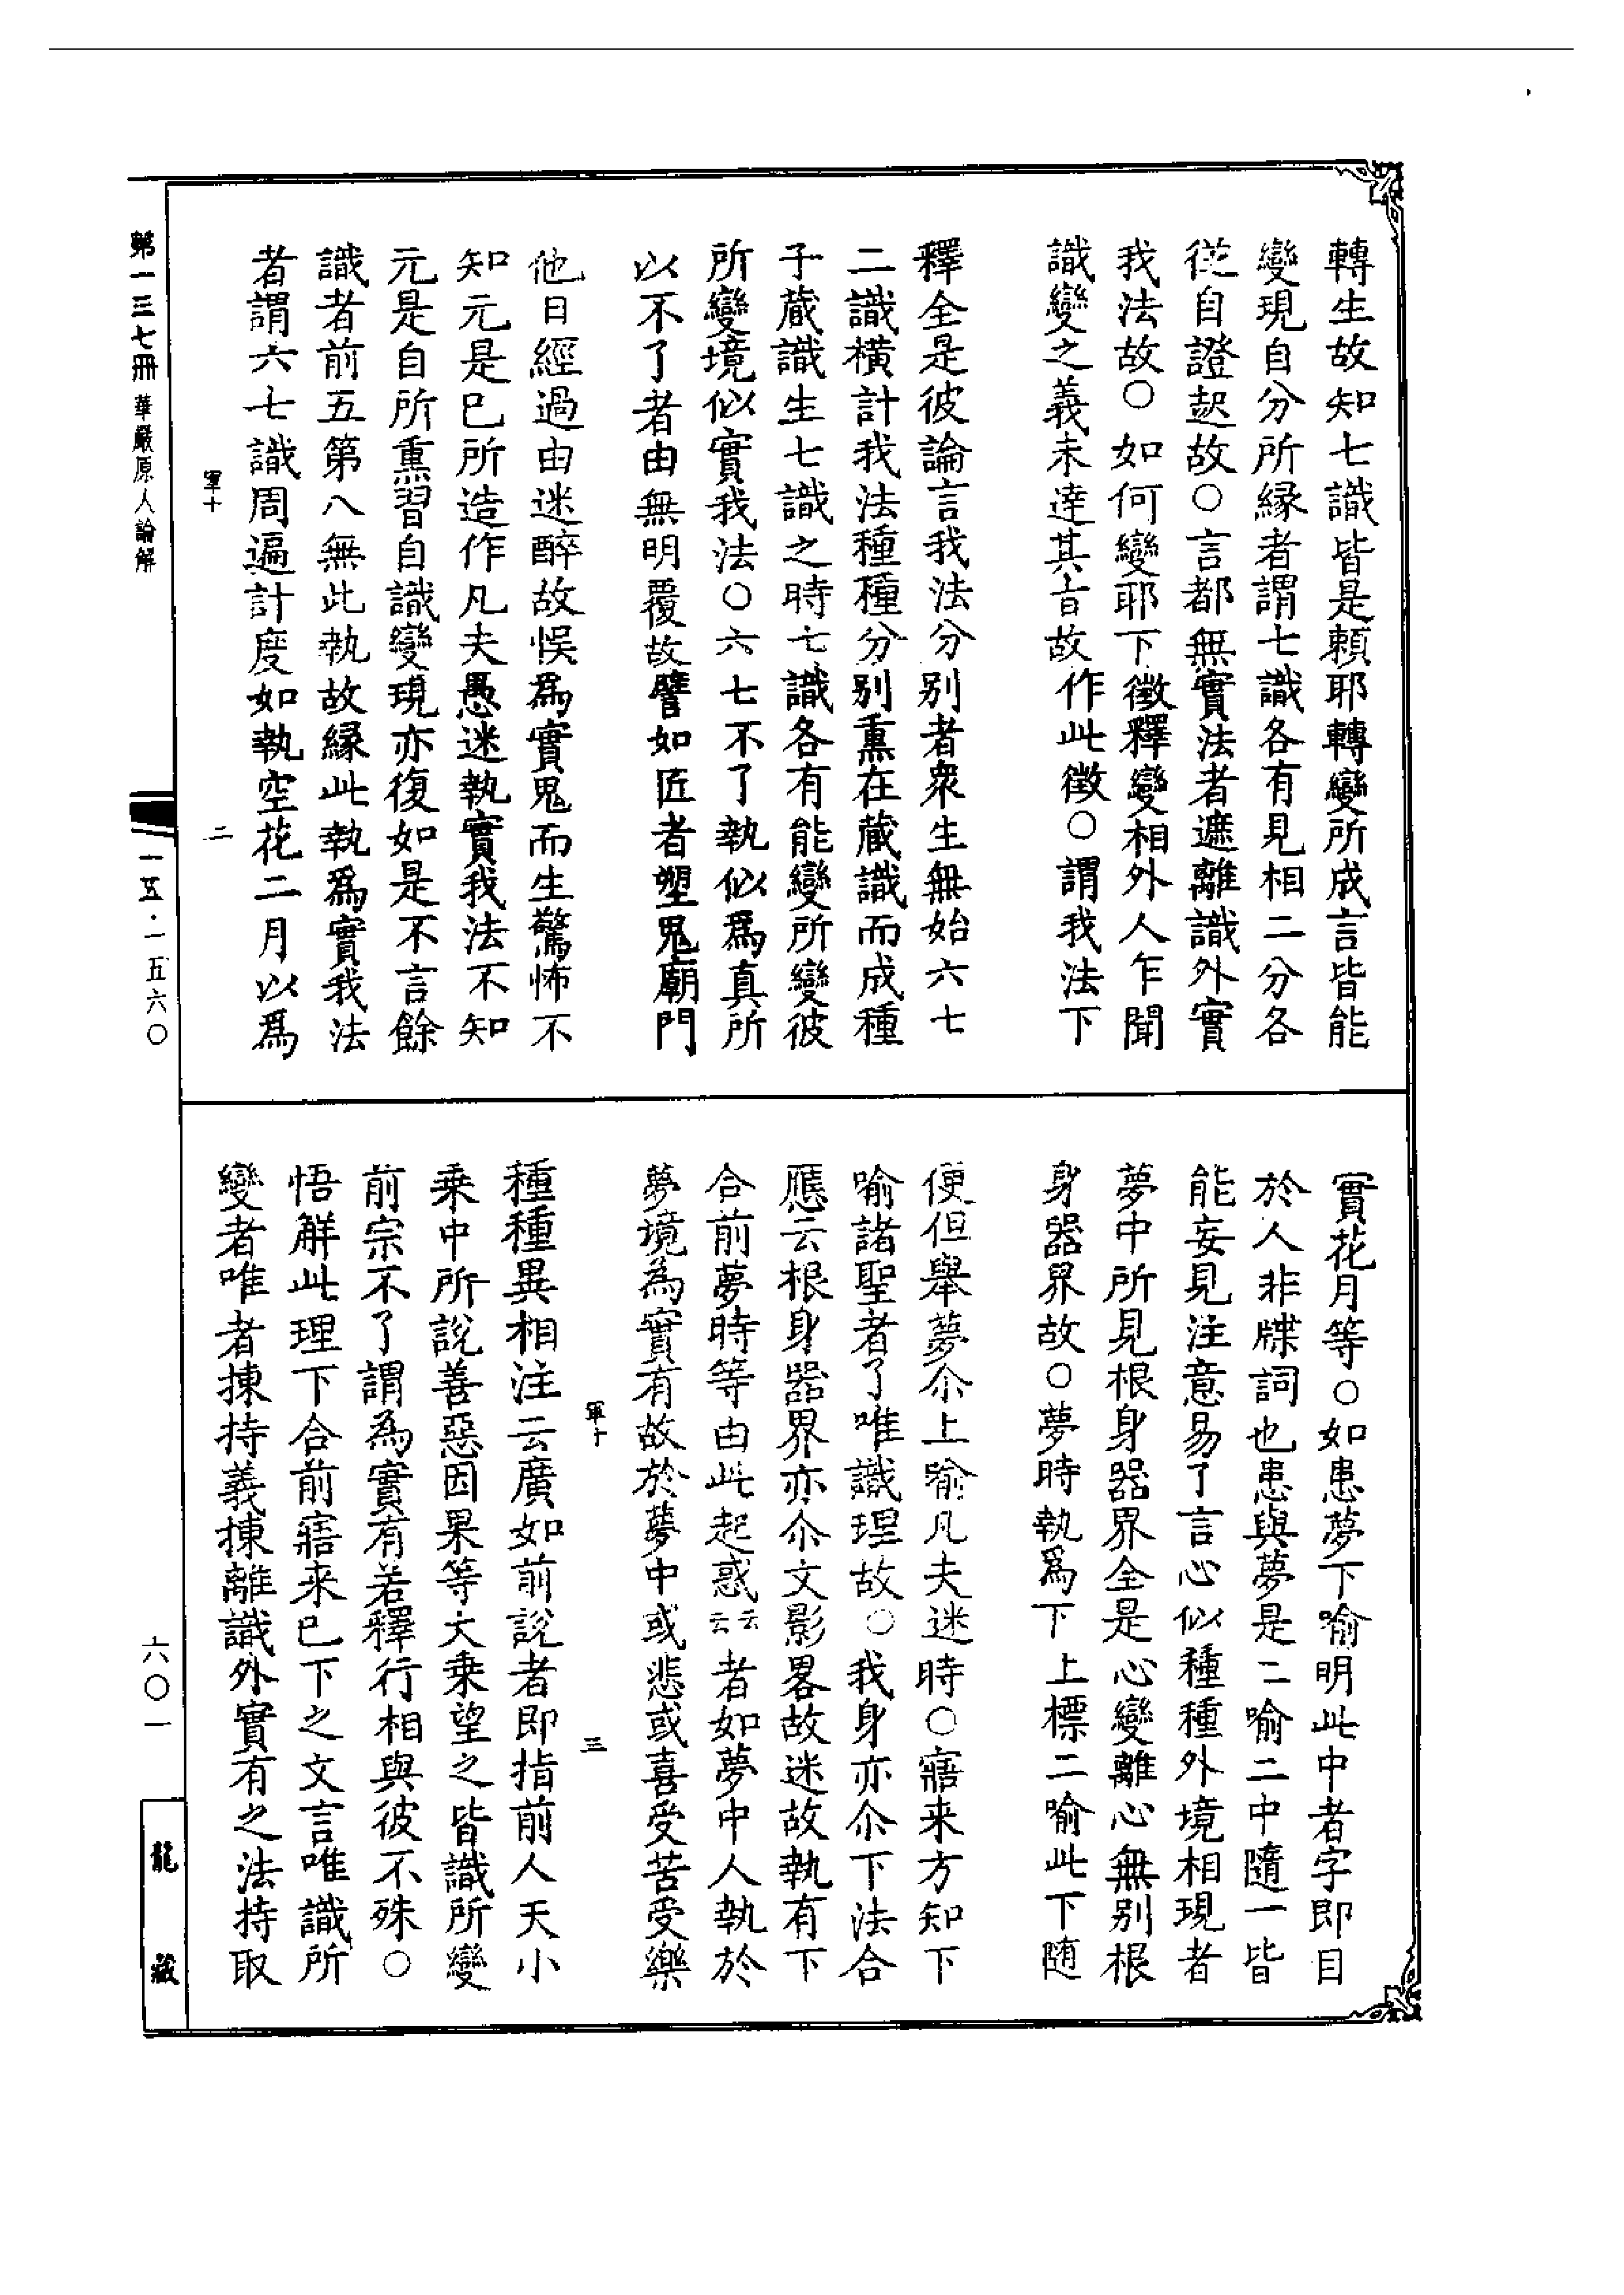 轉生故知七識皆是賴耶轉變所成言皆能
變現自分所緣者謂七識各有見相二分各
從自證起故○言都無實法者遮離識外實
我法故○如何變耶下徵釋變相外人乍聞
識變之義未達其旨故作此徵○謂我法下
釋全是彼論言我法分別者衆生無始六七
二識橫計我法種種分別熏在藏識而成種
子藏識生七識之時七識各有能變所變彼
所變境似實我法○六七不了執似爲真所
以不了者由無明覆故譬如匠者塑鬼廟門
他日經過由迷醉故悞爲實鬼而生驚怖不
知元是已所造作凡夫愚迷執實我法不知
元是自所熏習自識變現亦復如是不言餘
識者前五第八無此執故緣此執爲實我法
者謂六七識周遍計度如執空花二月以爲
軍十 二
實花月等○如患夢下喻明此中者字即目
於人非牒詞也患與夢是二喻二中隨一皆
能妄見注意易了言心似種種外境相現者
夢中所見根身器界全是心變離心無別根
身器界故○夢時執爲下上標二喻此下隨
便但舉夢尒上喻凡夫迷時○寤来方知下
喻諸聖者了唯識理故○我身亦尒下法合
應云根身器界亦尒文影畧故迷故執有下
合前夢時等由此起惑云云者如夢中人執於
夢境為實有故於夢中或悲或喜受苦受樂
軍十 三
種種異相注云廣如前說者即指前人天小
乘中所說善惡因果等大乘望之皆識所變
前宗不了謂為實有若釋行相與彼不殊○
悟解此理下合前寤来已下之文言唯識所
變者唯者揀持義揀離識外實有之法持取
第一三七冊 華嚴原人論解
一五·一五六○
六○一
龍藏